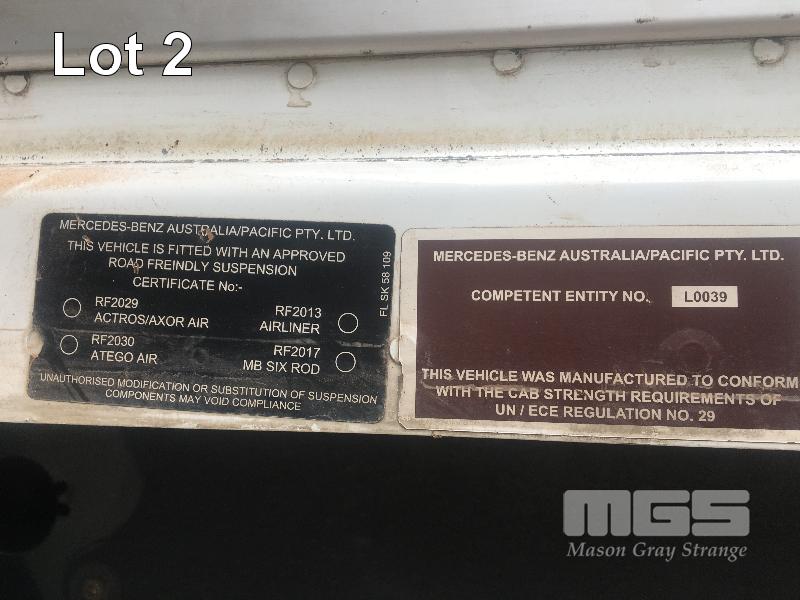 Lot 2
MERCEDES-BENZ AUSTRALIA/PACIFIC PTY. LTD.
THIS VEHICLE IS FITTED WITH AN APPROVED
ROAD FREINDLY SUSPENSION
CERTIFICATE No:-
RF2029
ACTROS/AXOR AIR
RF2013
AIRLINER
RF2030
ATEGO AIR
RF2017
MB SIX ROD
UNAUTHORISED MODIFICATION OR SUBSTITUTION OF SUSPENSION
COMPONENTS MAY VOID COMPLIANCE
FL SK 58 109
MERCEDES-BENZ AUSTRALIA/PACIFIC PTY. LTD.
COMPETENT ENTITY NO. L0039
THIS VEHICLE WAS MANUFACTURED TO CONFORM
WITH THE CAB STRENGTH REQUIREMENTS OF
UN / ECE REGULATION NO. 29
MGS
Mason Gray Strange